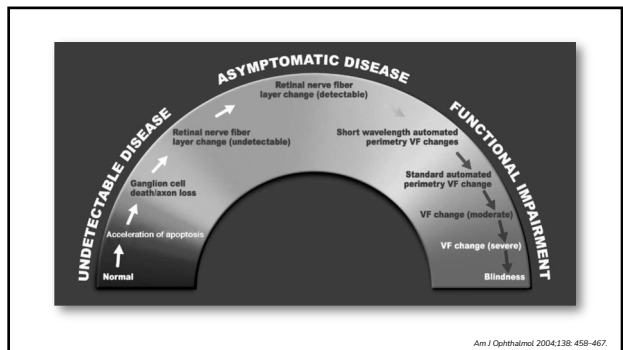 ASYMPTOMATIC DISEASE
UNDETECTABLE DISEASE
FUNCTIONAL IMPAIRMENT
Retinal nerve fiber
layer change (detectable)
Retinal nerve fiber
layer change (undetectable)
Short wavelength automated
perimetry VF changes
Ganglion cell
death/axon loss
Standard automated
perimetry VF change
Acceleration of apoptosis
VF change (moderate)
VF change (severe)
Normal
Blindness
Am J Ophthalmol 2004;138: 458-467.